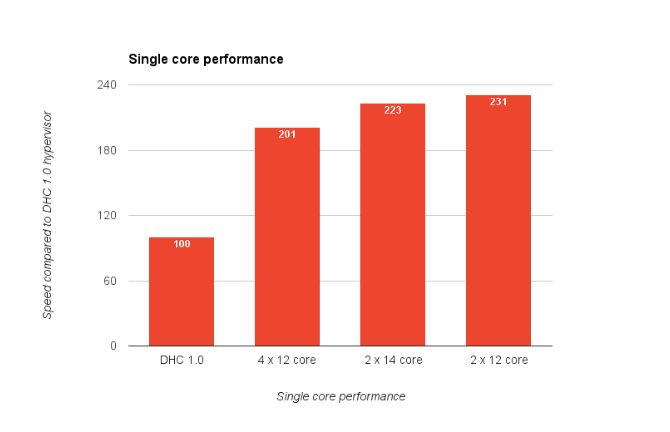 Single core performance
240
180
120
60
0
Speed compared to DHC 1.0 hypervisor
100
201
223
231
DHC 1.0
4 x 12 core
2 x 14 core
2 x 12 core
Single core performance